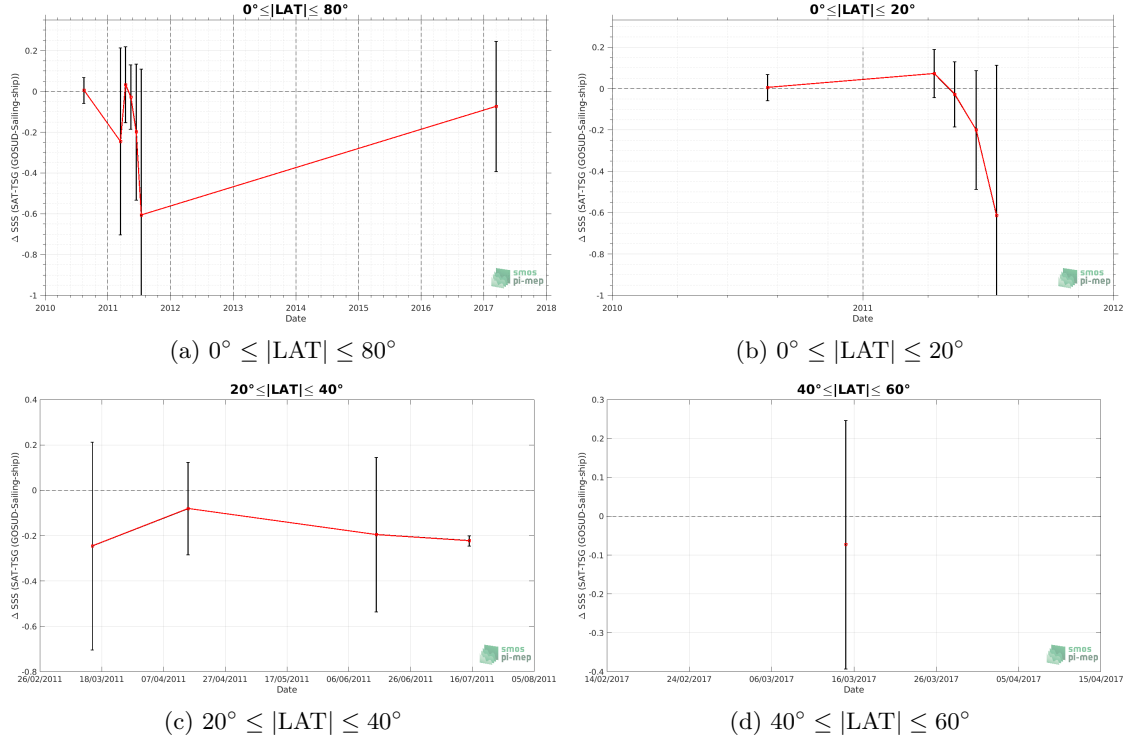 0°≤|LAT|≤ 80°
0.2
0
-0.2
-0.4
-0.6
-0.8
-1
Δ SSS (SAT-TSG (GOSUD-Sailing-ship))
2010 2011 2012 2013 2014 2015 2016 2017 2018
Date
smos
pi-mep
(a) 0° ≤ |LAT| ≤ 80°
0°≤|LAT|≤ 20°
0.2
0
-0.2
-0.4
-0.6
-0.8
-1
Δ SSS (SAT-TSG (GOSUD-Sailing-ship))
2010 2011 2012
Date
smos
pi-mep
(b) 0° ≤ |LAT| ≤ 20°
20°≤|LAT|≤ 40°
0.4
0.2
0
-0.2
-0.4
-0.6
-0.8
Δ SSS (SAT-TSG (GOSUD-Sailing-ship))
26/02/2011 18/03/2011 07/04/2011 27/04/2011 17/05/2011 06/06/2011 26/06/2011 16/07/2011 05/08/2011
Date
smos
pi-mep
(c) 20° ≤ |LAT| ≤ 40°
40°≤|LAT|≤ 60°
0.3
0.2
0.1
0
-0.1
-0.2
-0.3
-0.4
Δ SSS (SAT-TSG (GOSUD-Sailing-ship))
14/02/2017 24/02/2017 06/03/2017 16/03/2017 26/03/2017 05/04/2017 15/04/2017
Date
smos
pi-mep
(d) 40° ≤ |LAT| ≤ 60°